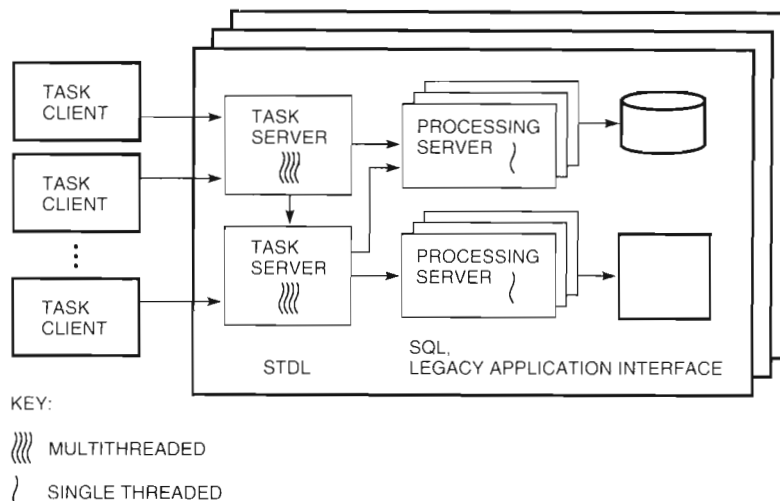 TASK
CLIENT
TASK
SERVER
PROCESSING
SERVER
TASK
CLIENT
TASK
SERVER
PROCESSING
SERVER
TASK
CLIENT
STDL
SQL,
LEGACY APPLICATION INTERFACE
KEY:
MULTITHREADED
SINGLE THREADED